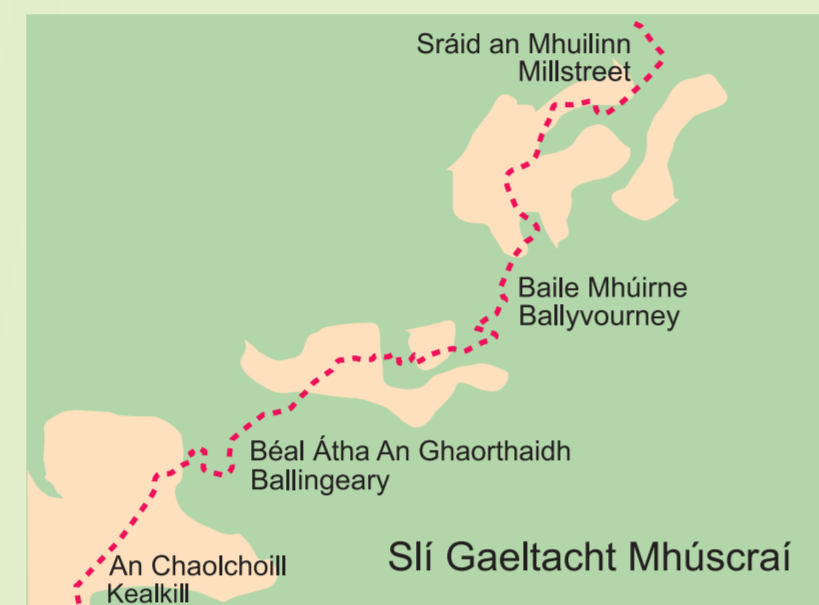 Sráid an Mhuilinn
Millstreet
Baile Mhúirne
Ballyvourney
Béal Átha An Ghaorthaidh
Ballingeary
Slí Gaeltacht Mhúscraí
An Chaolchoill
Kealkill